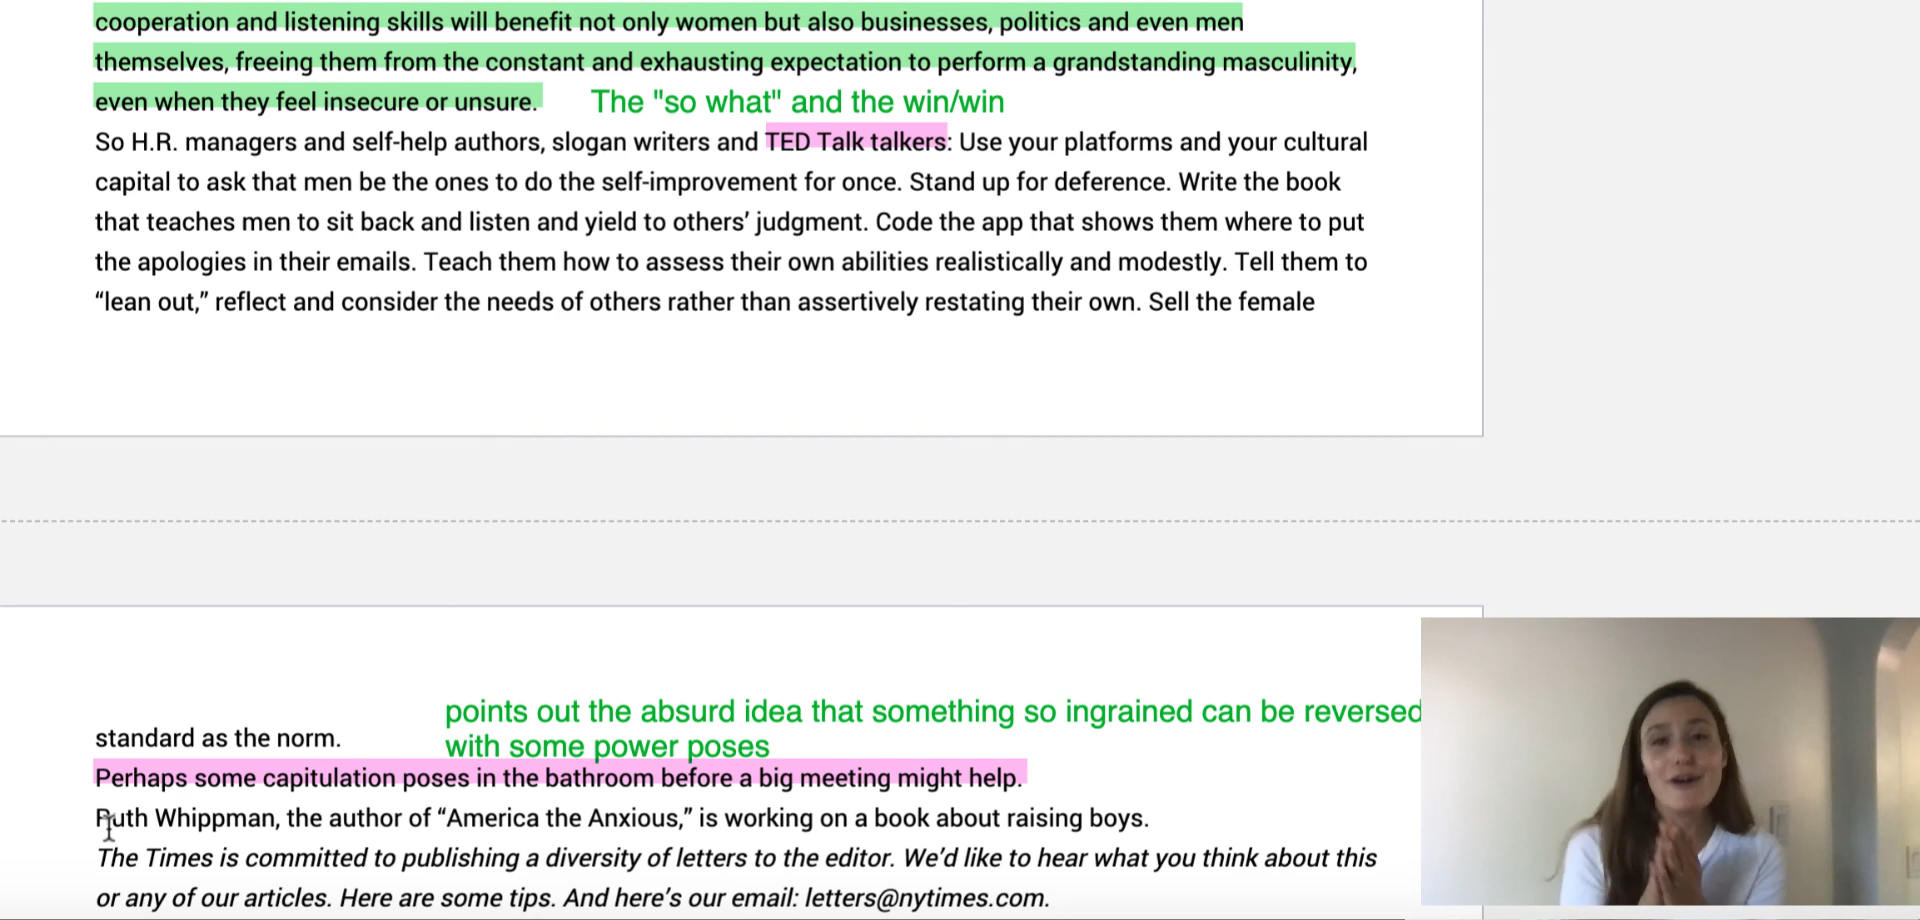 cooperation and listening skills will benefit not only women but also businesses, politics and even men
themselves, freeing them from the constant and exhausting expectation to perform a grandstanding masculinity,
even when they feel insecure or unsure. The "so what" and the win/win
So H.R. managers and self-help authors, slogan writers and TED Talk talkers: Use your platforms and your cultural
capital to ask that men be the ones to do the self-improvement for once. Stand up for deference. Write the book
that teaches men to sit back and listen and yield to others’ judgment. Code the app that shows them where to put
the apologies in their emails. Teach them how to assess their own abilities realistically and modestly. Tell them to
“lean out,” reflect and consider the needs of others rather than assertively restating their own. Sell the female
points out the absurd idea that something so ingrained can be reversed
with some power poses
standard as the norm.
Perhaps some capitulation poses in the bathroom before a big meeting might help.
Ruth Whippman, the author of “America the Anxious,” is working on a book about raising boys.
The Times is committed to publishing a diversity of letters to the editor. We’d like to hear what you think about this
or any of our articles. Here are some tips. And here’s our email: letters@nytimes.com.